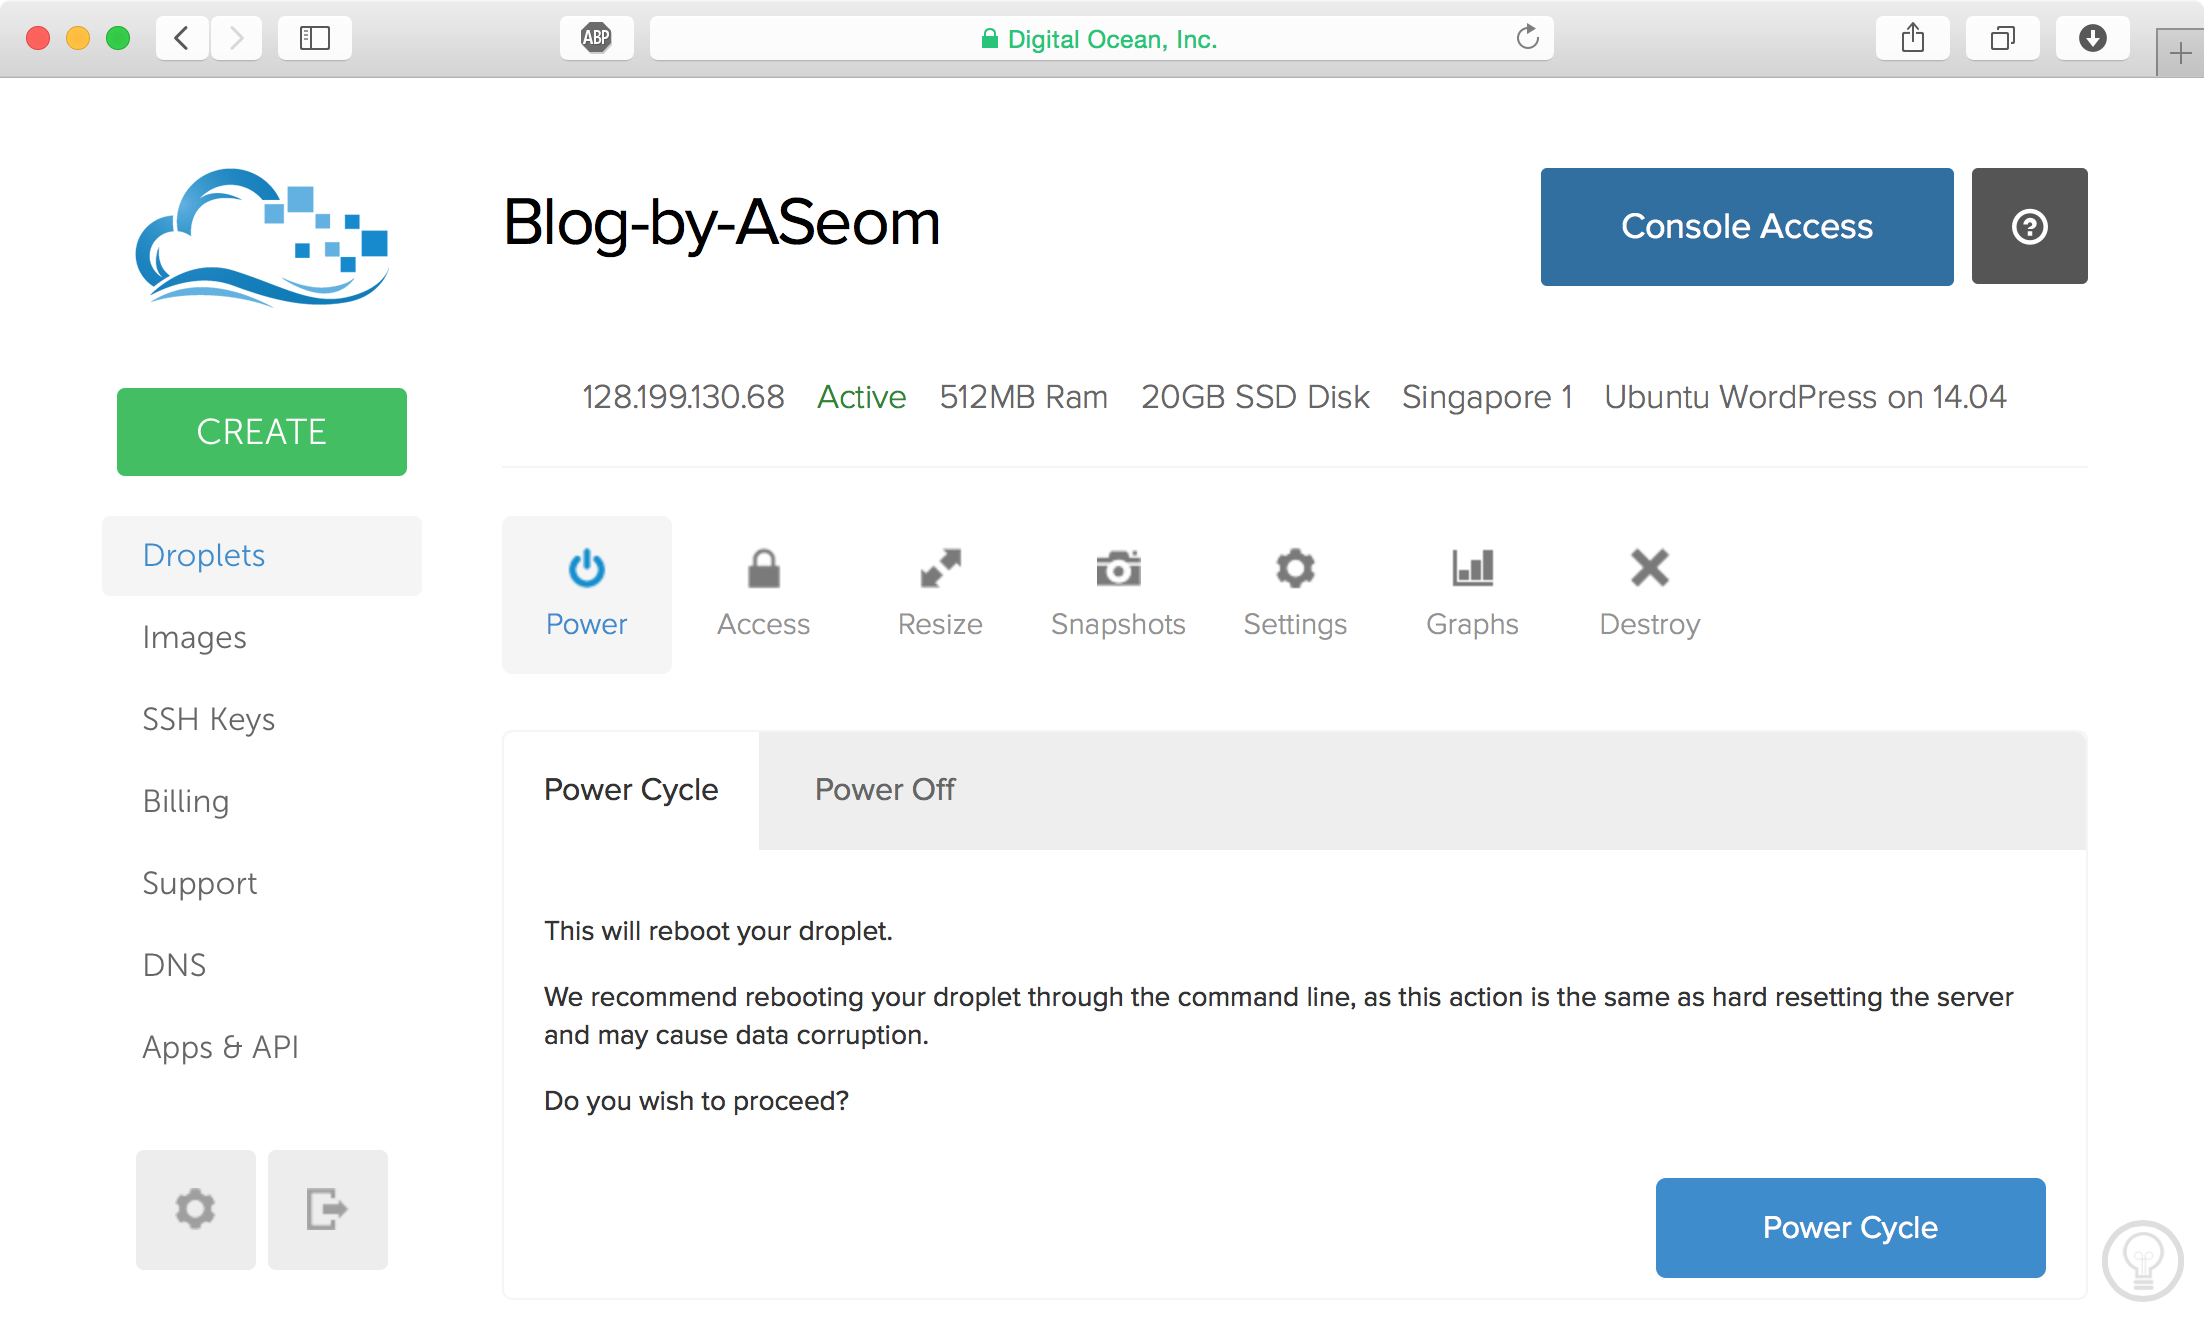 ABP
Digital Ocean, Inc.
Blog-by-ASeom
Console Access
128.199.130.68 Active 512MB Ram 20GB SSD Disk Singapore 1 Ubuntu WordPress on 14.04
CREATE
Droplets
Images
SSH Keys
Billing
Support
DNS
Apps & API
Power Access Resize Snapshots Settings Graphs Destroy
Power Cycle Power Off
This will reboot your droplet.
We recommend rebooting your droplet through the command line, as this action is the same as hard resetting the server
and may cause data corruption.
Do you wish to proceed?
Power Cycle